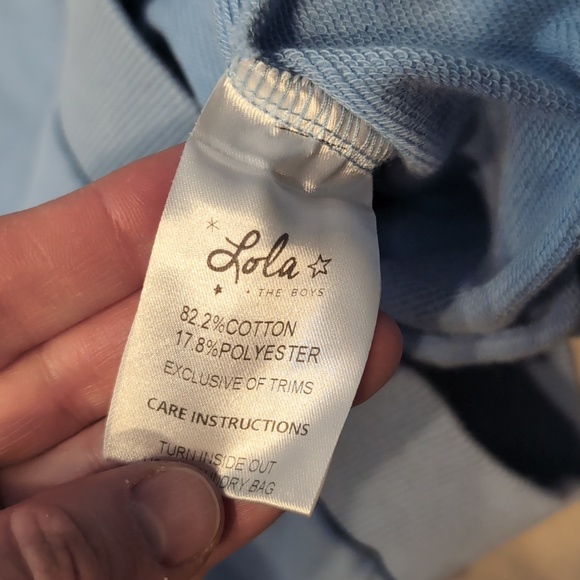 Lola
THE BOYS
82.2%COTTON
17.8%POLYESTER
EXCLUSIVE OF TRIMS
CARE INSTRUCTIONS
TURN INSIDE OUT
BAG